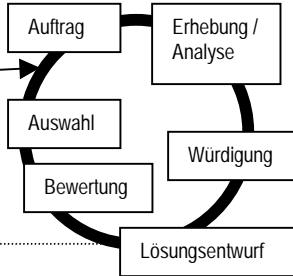 Auftrag
Erhebung /
Analyse
Würdigung
Lösungsentwurf
Bewertung
Auswahl